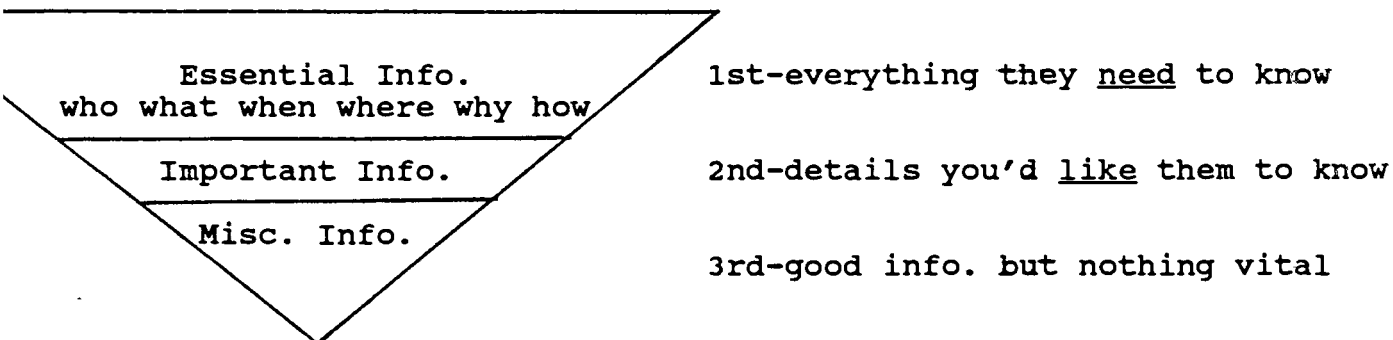 Essential Info.
who what when where why how
1st-everything they need to know
Important Info.
2nd-details you'd like them to know
Misc. Info.
3rd-good info. but nothing vital